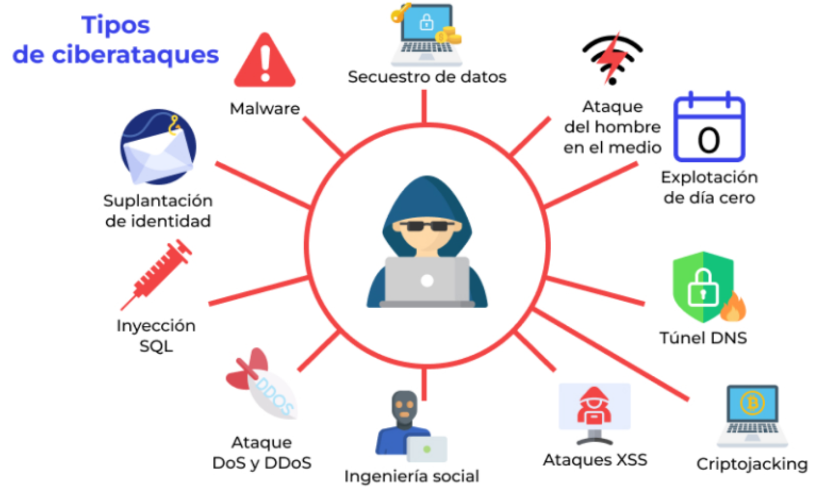 Tipos
de ciberataques
Malware
Secuestro de datos
Ataque
del hombre
en el medio
0
Explotación
de día cero
Suplantación
de identidad
Inyección
SQL
Túnel DNS
DDOS
Ataque
DoS y DDoS
Ingeniería social
Ataques XSS
Criptojacking